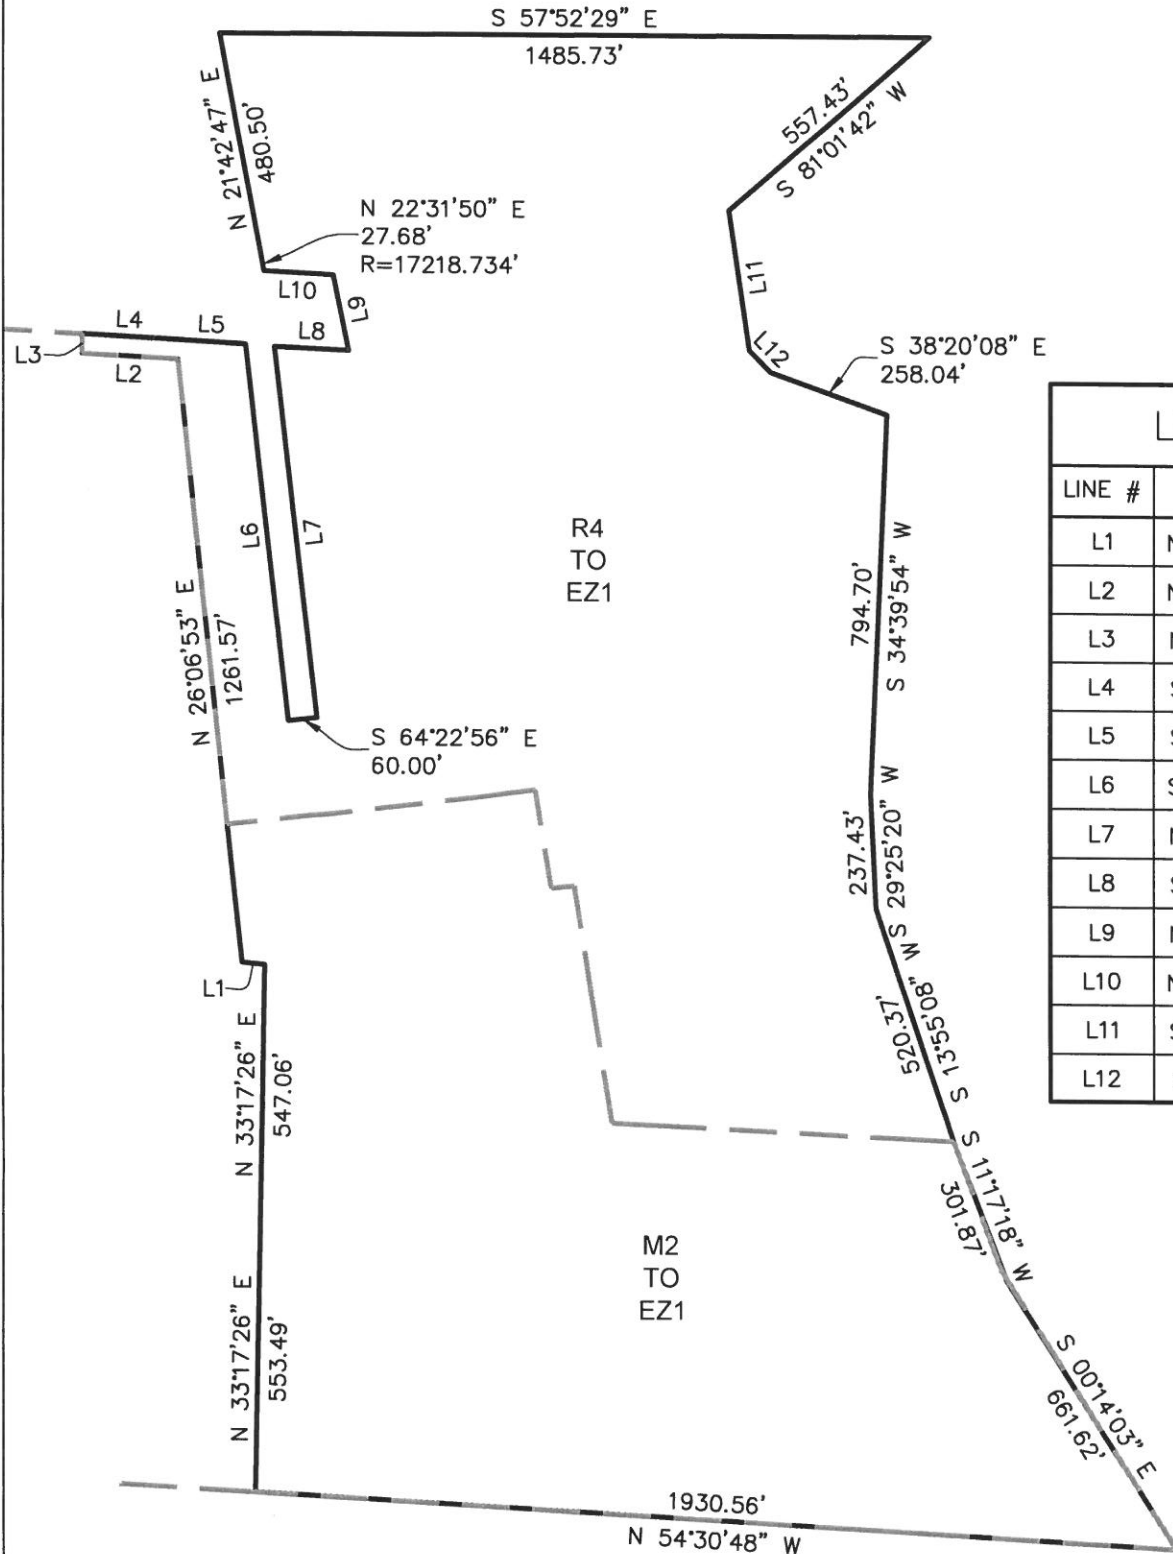 S 57°52'29" E
1485.73'
N 21°42'47" E
480.50'
557.43'
S 81°01'42" W
N 22°31'50" E
27.68'
R=17218.734'
L10
L9
L11
L4
L5
L8
L3
L2
L12
S 38°20'08" E
258.04'
L6
L7
R4
TO
EZ1
794.70'
S 34°39'54" W
N 26°06'53" E
1261.57'
S 64°22'56" E
60.00'
237.43'
S 29°25'20" W
L1
520.37'
S 13°55'08" W
N 33°17'26" E
547.06'
S 11°17'18" W
301.87'
M2
TO
EZ1
N 33°17'26" E
553.49'
S 00°14'03" E
661.62'
1930.56'
N 54°30'48" W
L
LINE #
L1 N
L2 N
L3 N
L4 S
L5 S
L6 S
L7 N
L8 S
L9 N
L10 N
L11 S
L12